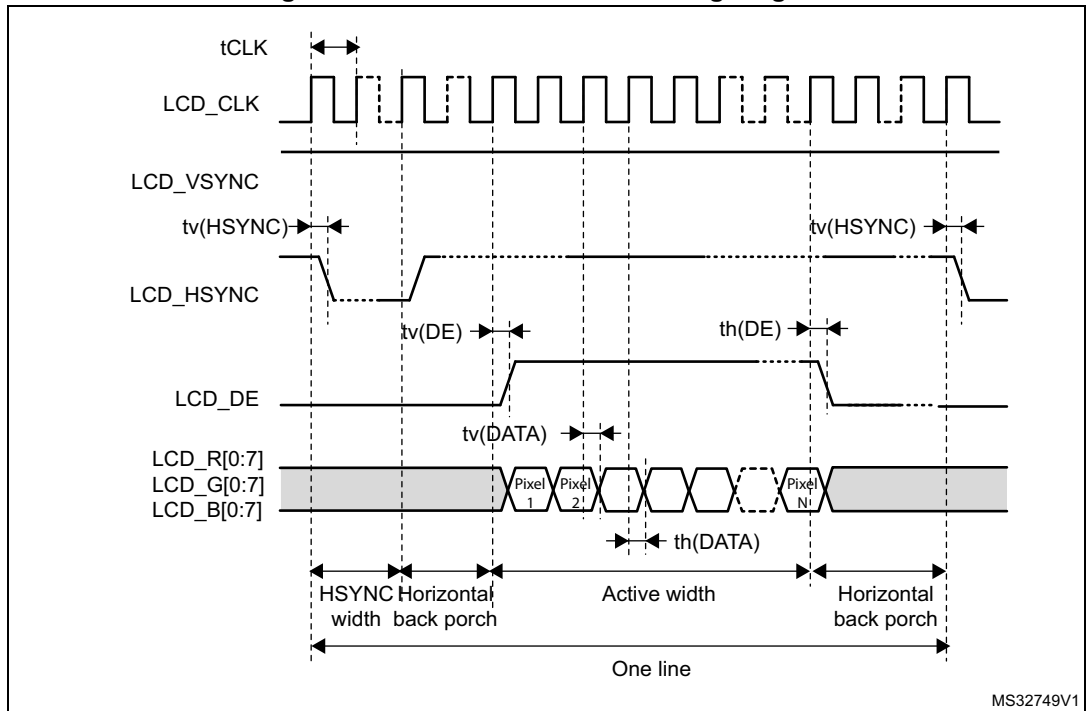 tCLK
LCD_CLK
LCD_VSYNC
tv(HSYNC)
tv(HSYNC)
LCD_HSYNC
tv(DE)
th(DE)
LCD_DE
tv(DATA)
LCD_R[0:7]
LCD_G[0:7]
LCD_B[0:7]
Pixel
1
Pixel
2
Pixel
N
th(DATA)
HSYNC
width
Horizontal
back porch
Active width
Horizontal
back porch
One line
MS32749V1